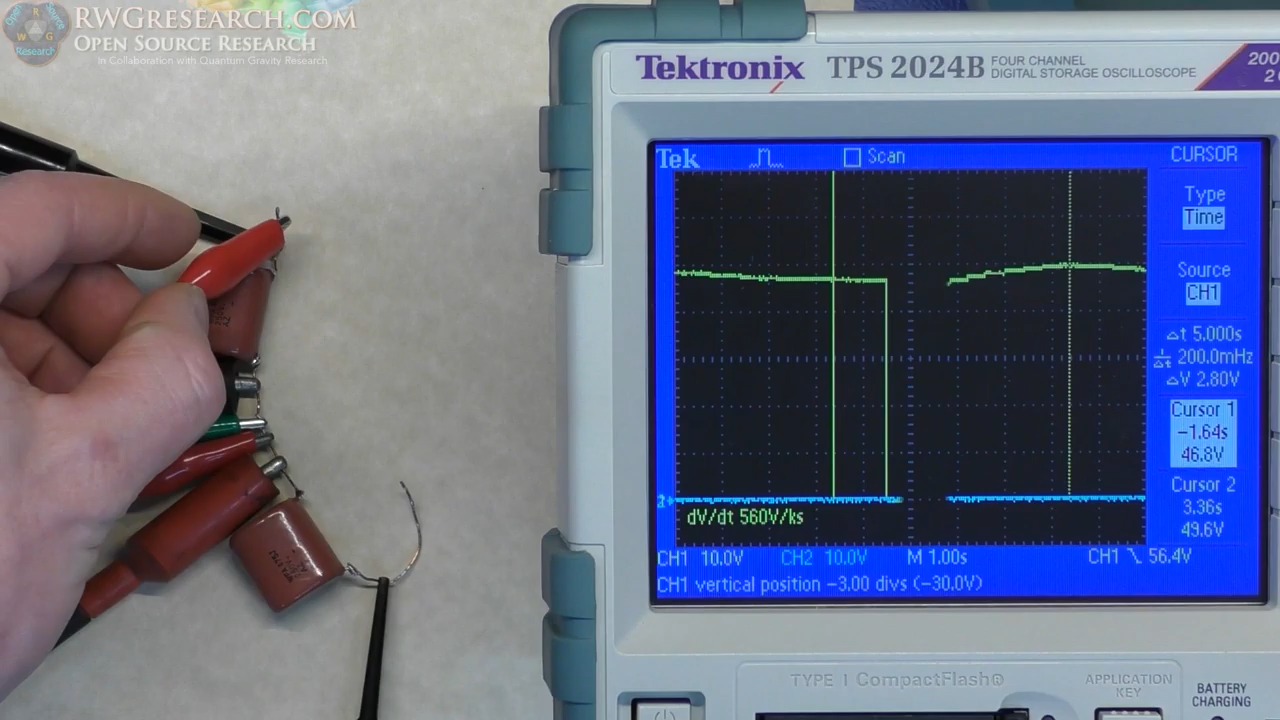 RWGresearch.com
Open Source Research
In Collaboration with Quantum Gravity Research
R
W
G
Research
Tektronix TPS 2024B FOUR CHANNEL
DIGITAL STORAGE OSCILLOSCOPE
200
Tek
Scan
CURSOR
Type
Time
Source
CH1
Δt 5.000s
1/Δt 200.0mHz
ΔV 2.80V
Cursor 1
-1.64s
46.8V
Cursor 2
3.36s
49.6V
dV/dt 560V/ks
CH1 10.0V CH2 10.0V M 1.00s CH1 56.4V
CH1 vertical position -3.00 divs (-30.0V)
TYPE I CompactFlash®
APPLICATION
KEY
BATTERY
CHARGING